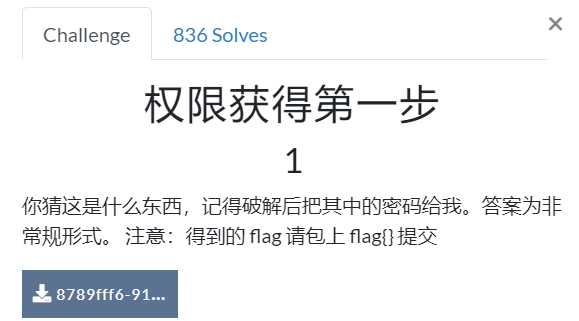 Challenge
836 Solves
×
权限获得第一步
1
你猜这是什么东西，记得破解后把其中的密码给我。答案为非
常规形式。 注意：得到的 flag 请包上 flag{} 提交
8789fff6-91...